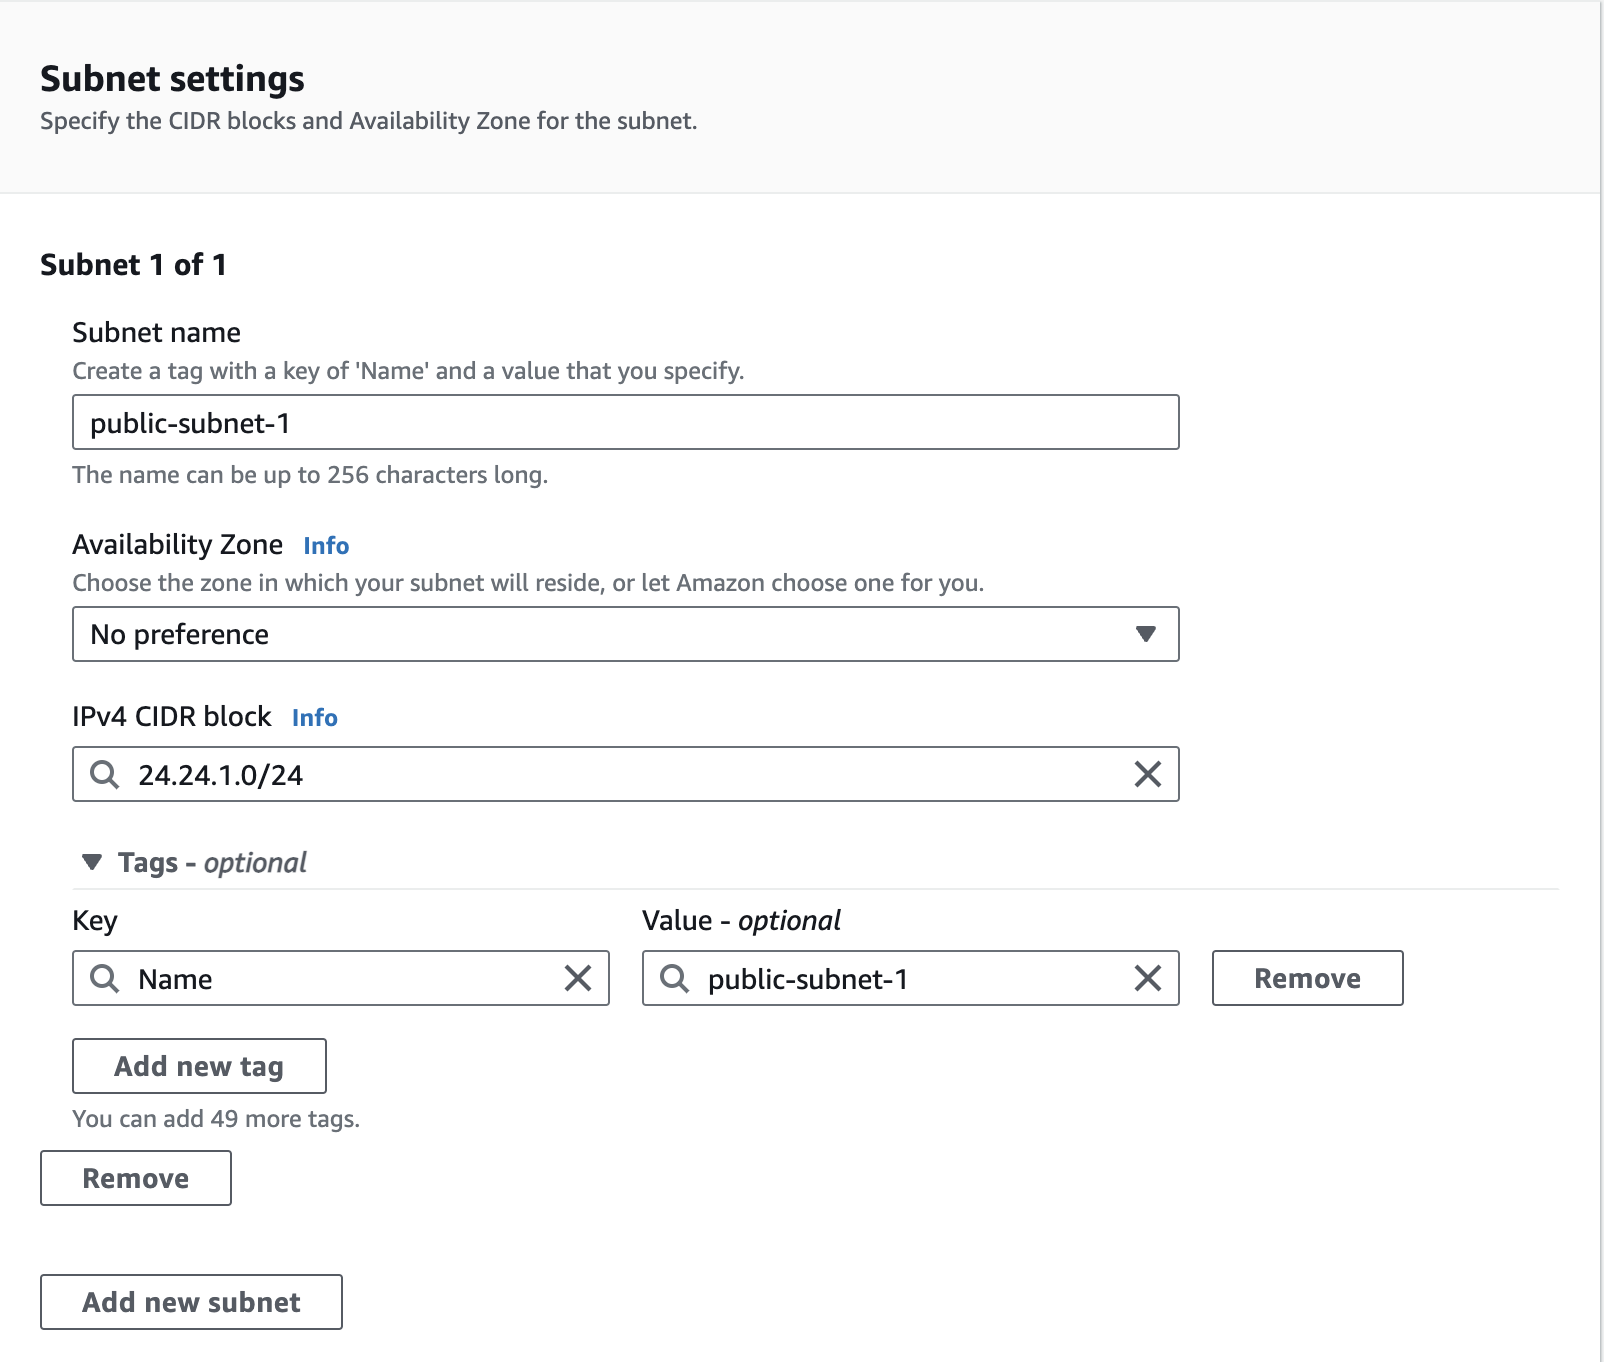 Subnet settings
Specify the CIDR blocks and Availability Zone for the subnet.
Subnet 1 of 1
Subnet name
Create a tag with a key of 'Name' and a value that you specify.
public-subnet-1
The name can be up to 256 characters long.
Availability Zone Info
Choose the zone in which your subnet will reside, or let Amazon choose one for you.
No preference
IPv4 CIDR block Info
24.24.1.0/24
Tags - optional
Key Value - optional
Name public-subnet-1 Remove
Add new tag
You can add 49 more tags.
Remove
Add new subnet